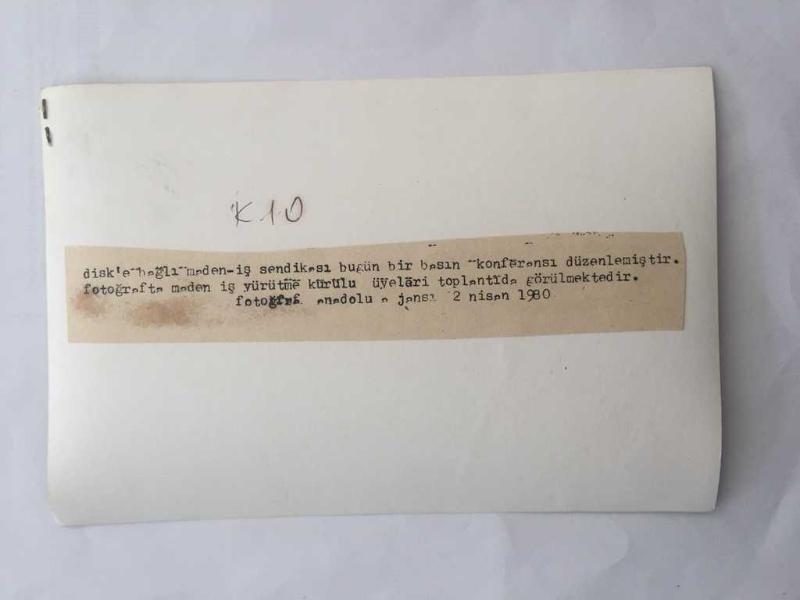 K10
disk'e bağlı maden-iş sendikası bugün bir basın konferansı düzenlemiştir.
fotoğrafta maden iş yürütme kurulu üyeleri toplantıda görülmektedir.
fotoğraf anadolu a jansı 2 nisan 1980